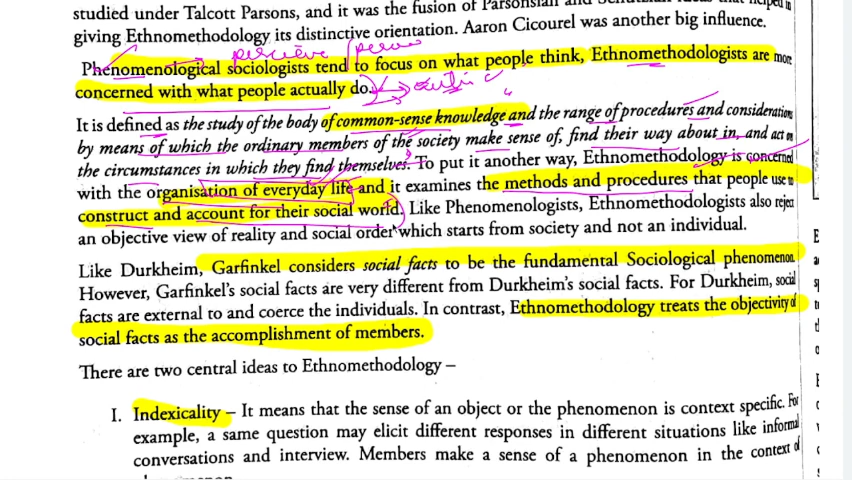 studied under Talcott Parsons, and it was the fusion of Parsonsian and
giving Ethnomethodology its distinctive orientation. Aaron Cicourel was another big influence.
percieve
Phenomenological sociologists tend to focus on what people think, Ethnomethodologists are more
concerned with what people actually do.
It is defined as the study of the body of common-sense knowledge and the range of procedures and considerations
by means of which the ordinary members of the society make sense of, find their way about in, and act on
the circumstances in which they find themselves. To put it another way, Ethnomethodology is concerned
with the organisation of everyday life and it examines the methods and procedures that people use to
construct and account for their social world. Like Phenomenologists, Ethnomethodologists also reject
an objective view of reality and social order which starts from society and not an individual.
Like Durkheim, Garfinkel considers social facts to be the fundamental Sociological phenomenon.
However, Garfinkel's social facts are very different from Durkheim's social facts. For Durkheim, social
facts are external to and coerce the individuals. In contrast, Ethnomethodology treats the objectivity of
social facts as the accomplishment of members.
There are two central ideas to Ethnomethodology –
I. Indexicality – It means that the sense of an object or the phenomenon is context specific. For
example, a same question may elicit different responses in different situations like informal
conversations and interview. Members make a sense of a phenomenon in the context of